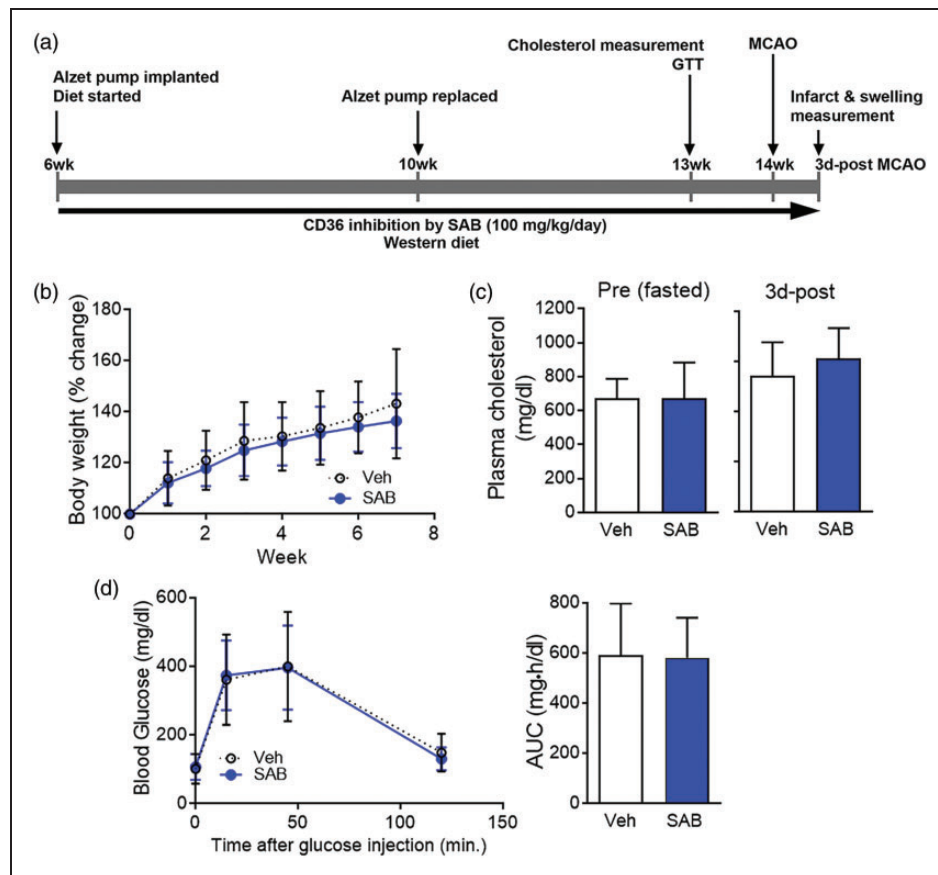 (a)
Alzet pump implanted
Diet started
Alzet pump replaced
Cholesterol measurement
GTT
MCAO
Infarct & swelling
measurement
6wk
10wk
13wk
14wk
3d-post MCAO
CD36 inhibition by SAB (100 mg/kg/day)
Western diet
(b)
Body weight (% change)
180
160
140
120
100
0
2
4
6
8
Week
Veh
SAB
(c)
Pre (fasted)
3d-post
Plasma cholesterol
(mg/dl)
1200
1000
800
600
400
200
0
Veh
SAB
Veh
SAB
(d)
Blood Glucose (mg/dl)
600
400
200
0
0
50
100
150
Time after glucose injection (min.)
Veh
SAB
AUC (mg·h/dl)
800
600
400
200
0
Veh
SAB